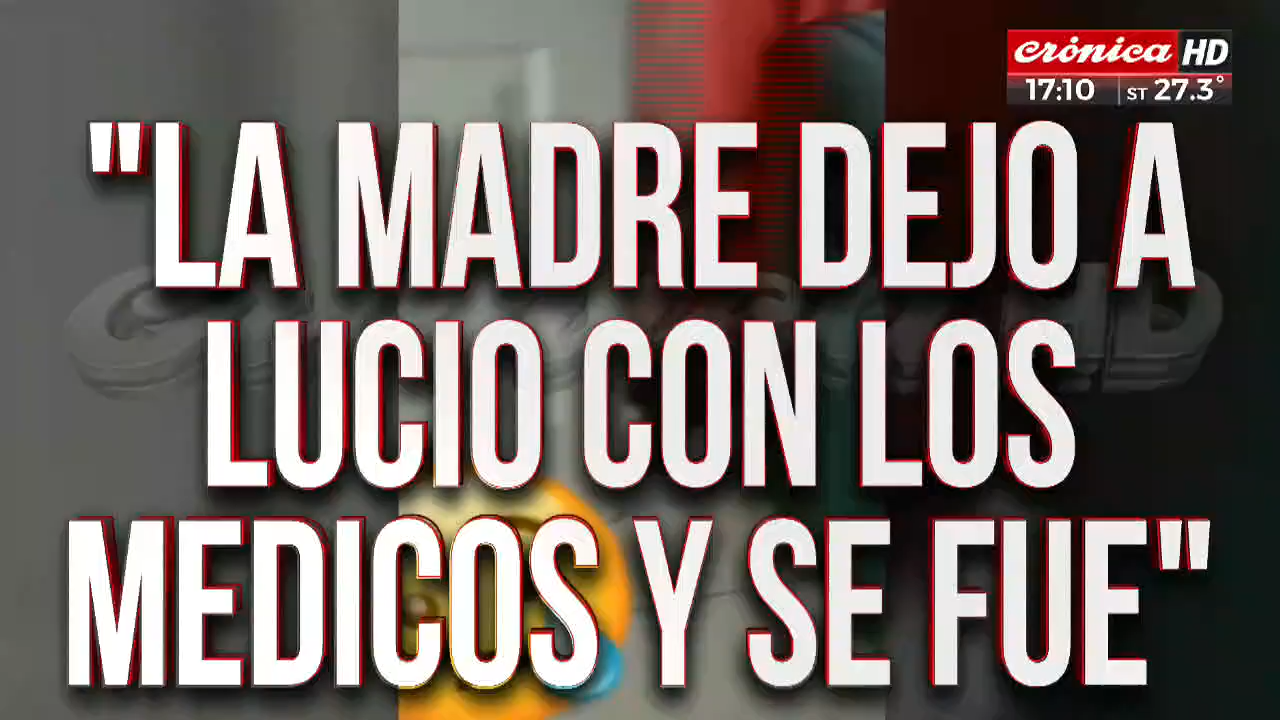 crónica HD
17:10 ST 27.3°
"LA MADRE DEJO A
LUCIO CON LOS
MEDICOS Y SE FUE"